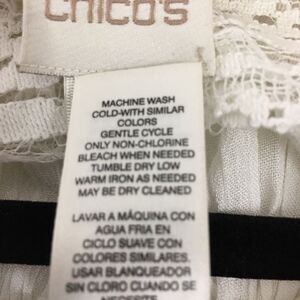 chico's
MACHINE WASH
COLD-WITH SIMILAR
COLORS
GENTLE CYCLE
ONLY NON-CHLORINE
BLEACH WHEN NEEDED
TUMBLE DRY LOW
WARM IRON AS NEEDED
MAY BE DRY CLEANED
LAVAR A MÁQUINA CON
AGUA FRIA EN
CICLO SUAVE CON
COLORES SIMILARES.
USAR BLANQUEADOR
SIN CLORO CUANDO SE
NECESITE